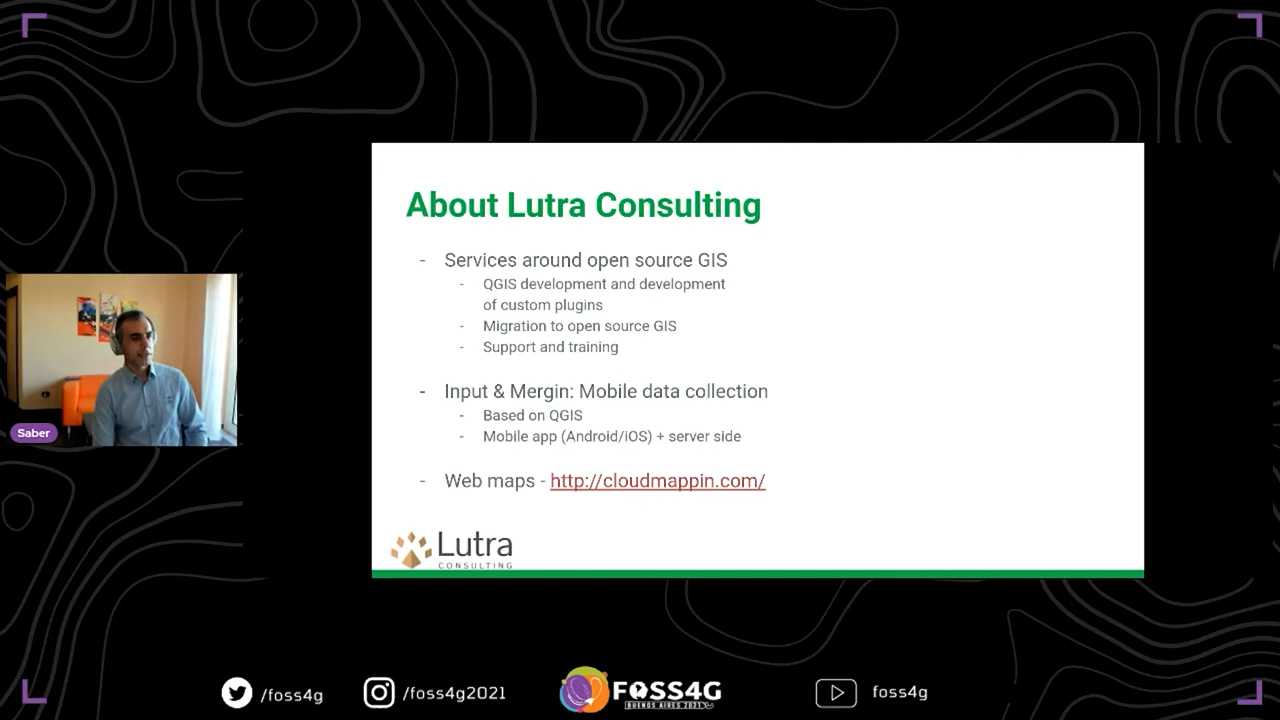 About Lutra Consulting
- Services around open source GIS
- QGIS development and development
of custom plugins
- Migration to open source GIS
- Support and training
- Input & Mergin: Mobile data collection
- Based on QGIS
- Mobile app (Android/iOS) + server side
- Web maps - http://cloudmappin.com/
Lutra
CONSULTING
Saber
/foss4g
/foss4g2021
FOSS4G
BUENOS AIRES 2021
foss4g